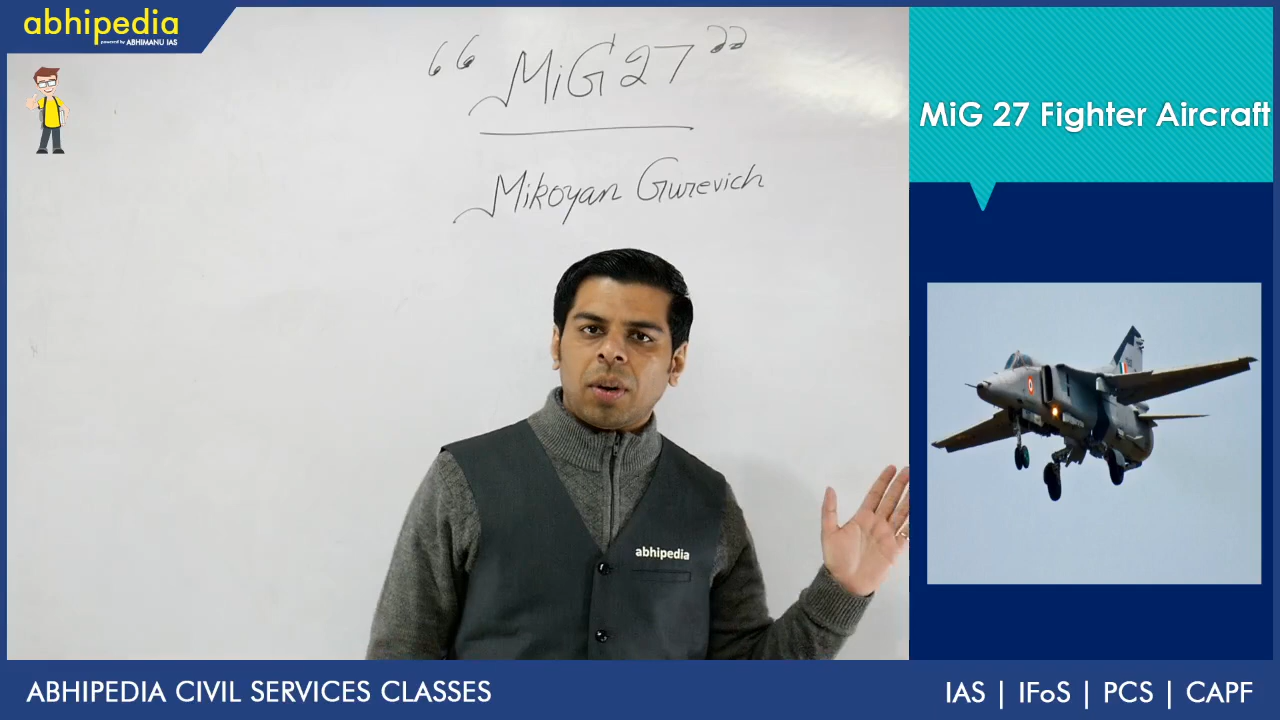 abhipedia
powered by ABHIMANU IAS
“MiG 27”
Mikoyan Gurevich
abhipedia
MiG 27 Fighter Aircraft
ABHIPEDIA CIVIL SERVICES CLASSES
IAS | IFoS | PCS | CAPF